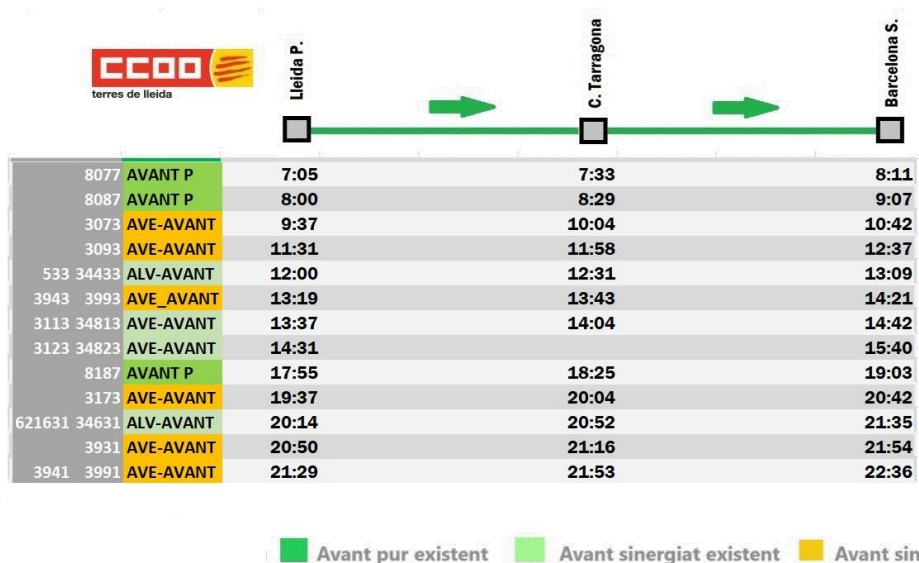 CCOO
terres de lleida
Lleida P.
C. Tarragona
Barcelona S.
8077 AVANT P 7:05 7:33 8:11
8087 AVANT P 8:00 8:29 9:07
3073 AVE-AVANT 9:37 10:04 10:42
3093 AVE-AVANT 11:31 11:58 12:37
533 34433 ALV-AVANT 12:00 12:31 13:09
3943 3993 AVE_AVANT 13:19 13:43 14:21
3113 34813 AVE-AVANT 13:37 14:04 14:42
3123 34823 AVE-AVANT 14:31 15:40
8187 AVANT P 17:55 18:25 19:03
3173 AVE-AVANT 19:37 20:04 20:42
621631 34631 ALV-AVANT 20:14 20:52 21:35
3931 AVE-AVANT 20:50 21:16 21:54
3941 3991 AVE-AVANT 21:29 21:53 22:36
Avant pur existent Avant sinergiat existent Avant sin